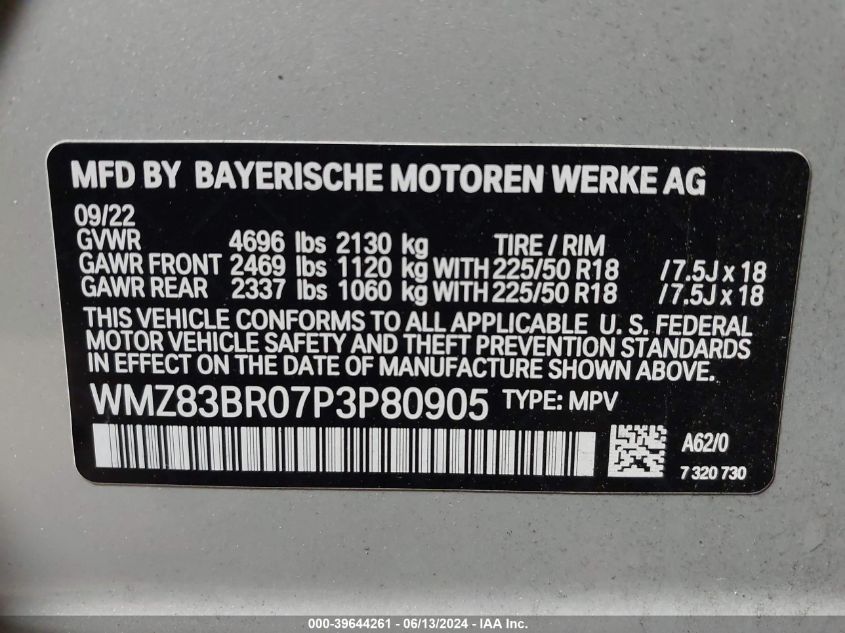 MFD BY BAYERISCHE MOTOREN WERKE AG
09/22
GVWR 4696 lbs 2130 kg TIRE / RIM
GAWR FRONT 2469 lbs 1120 kg WITH 225/50 R18 / 7.5J x 18
GAWR REAR 2337 lbs 1060 kg WITH 225/50 R18 / 7.5J x 18
THIS VEHICLE CONFORMS TO ALL APPLICABLE U. S. FEDERAL
MOTOR VEHICLE SAFETY AND THEFT PREVENTION STANDARDS
IN EFFECT ON THE DATE OF MANUFACTURE SHOWN ABOVE.
WMZ83BR07P3P80905 TYPE: MPV
A62/0
7 320 730
000-39644261 - 06/13/2024 - IAA Inc.